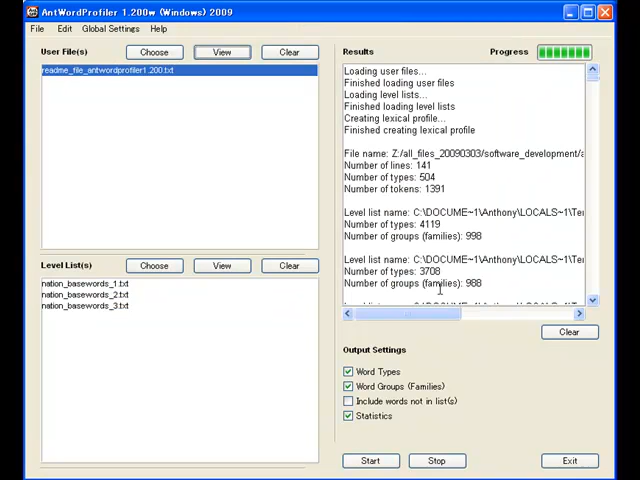 AntWordProfiler 1.200w (Windows) 2009
File Edit Global Settings Help
User File(s) Choose View Clear
readme_file_antwordprofiler1.200.txt
Level List(s) Choose View Clear
nation_basewords_1.txt
nation_basewords_2.txt
nation_basewords_3.txt
Results Progress
Loading user files...
Finished loading user files
Loading level lists...
Finished loading level lists
Creating lexical profile...
Finished creating lexical profile
File name: Z:/all_files_20090303/software_development/
Number of lines: 141
Number of types: 504
Number of tokens: 1391
Level list name: C:\DOCUME~1\Anthony\LOCALS~1\Te
Number of types: 4119
Number of groups (families): 998
Level list name: C:\DOCUME~1\Anthony\LOCALS~1\Te
Number of types: 3708
Number of groups (families): 988
Clear
Output Settings
Word Types
Word Groups (Families)
Include words not in list(s)
Statistics
Start Stop Exit